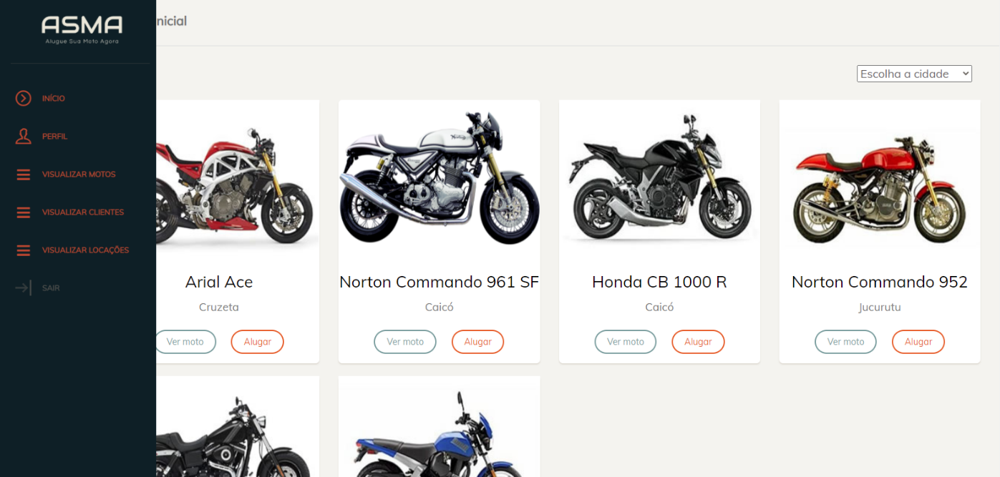 ASMA
Alugue Sua Moto Agora
INÍCIO
PERFIL
VISUALIZAR MOTOS
VISUALIZAR CLIENTES
VISUALIZAR LOCAÇÕES
SAIR
nicial
Escolha a cidade
Arial Ace
Cruzeta
Ver moto Alugar
Norton Commando 961 SF
Caicó
Ver moto Alugar
Honda CB 1000 R
Caicó
Ver moto Alugar
Norton Commando 952
Jucurutu
Ver moto Alugar